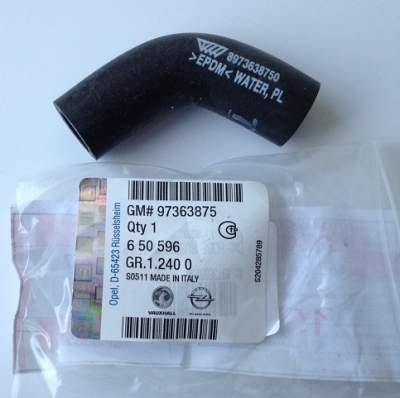 8973638750
>EPDM< WATER, PL
GM# 97363875
Qty 1
6 50 596
GR.1.240 0
S0511 MADE IN ITALY
VAUXHALL
Opel, D-65423 Rüsselsheim
S204285789